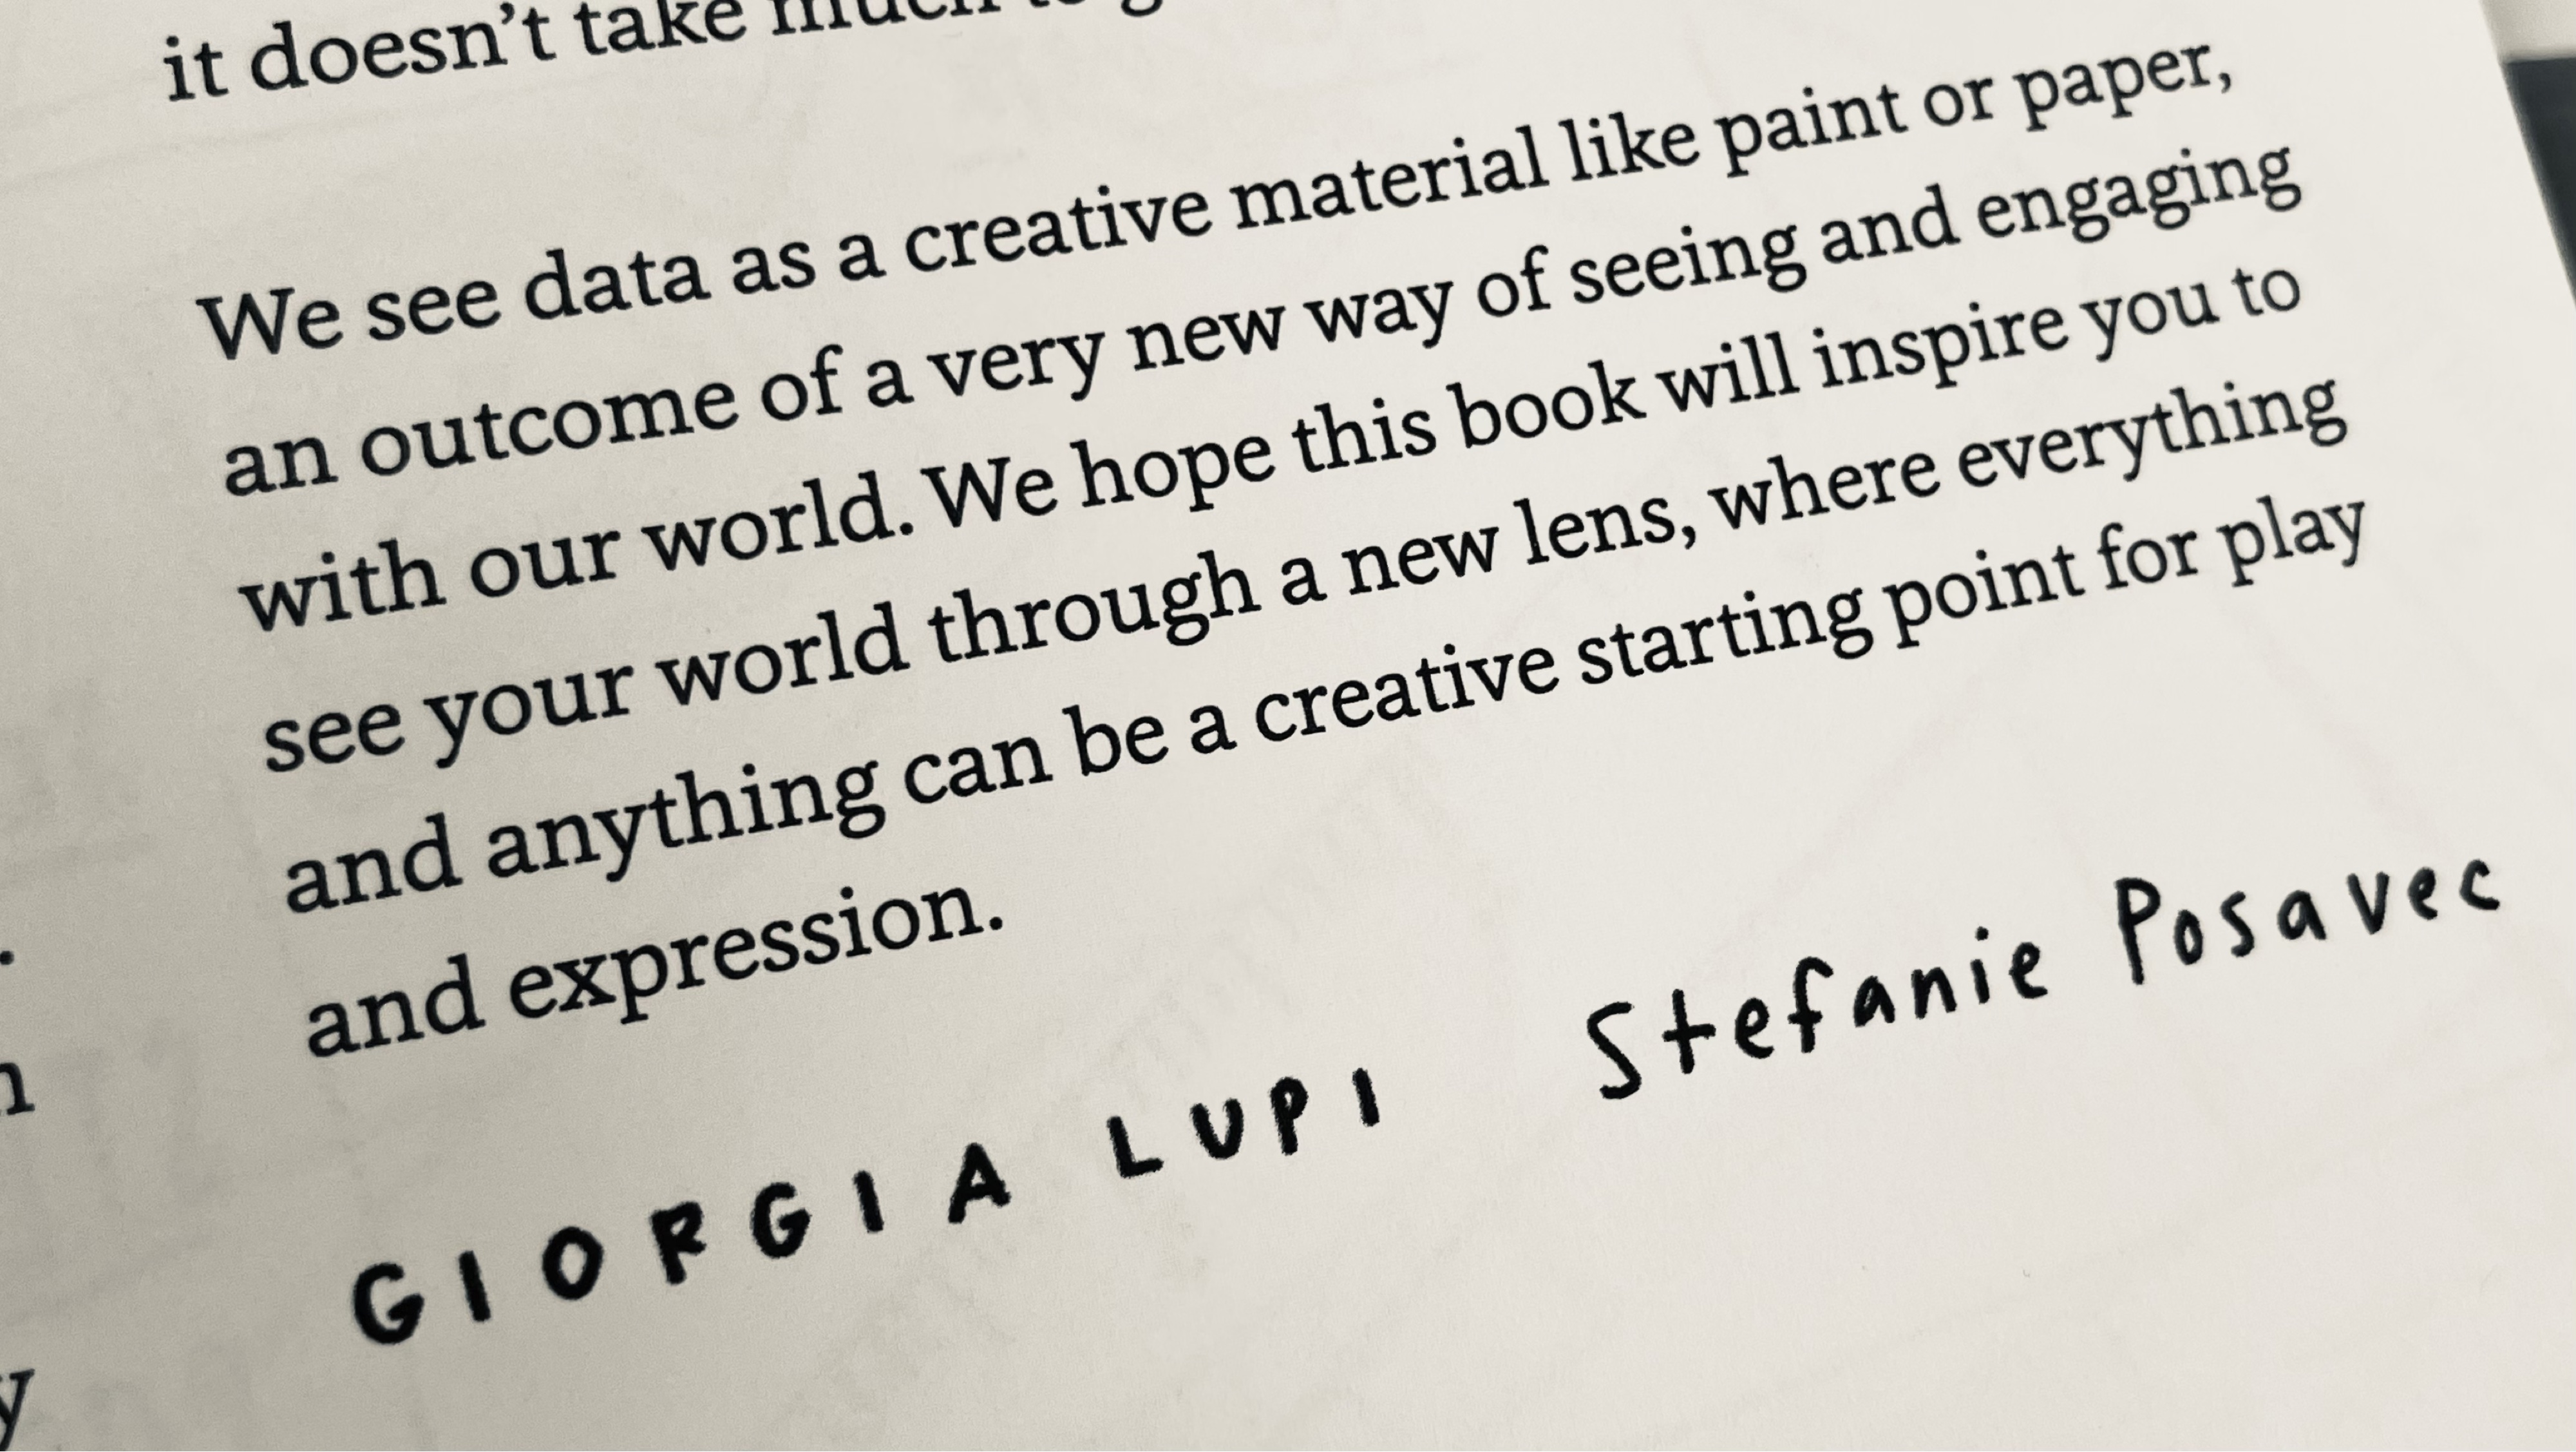 it doesn't take much to
We see data as a creative material like paint or paper,
an outcome of a very new way of seeing and engaging
with our world. We hope this book will inspire you to
see your world through a new lens, where everything
and anything can be a creative starting point for play
and expression.
GIORGIA LUPI Stefanie Posavec